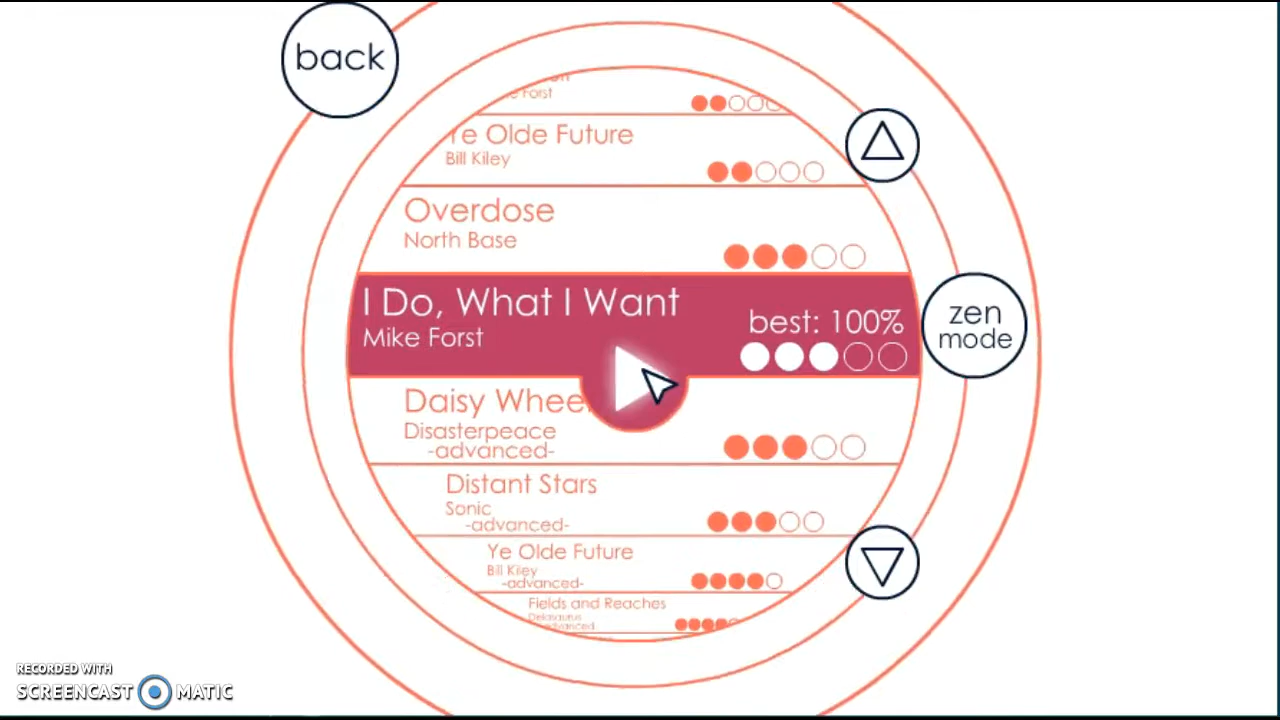 back
Forst
Ye Olde Future
Bill Kiley
Overdose
North Base
I Do, What I Want
Mike Forst
best: 100%
zen
mode
Daisy Wheel
Disasterpeace
-advanced-
Distant Stars
Sonic
-advanced-
Ye Olde Future
Bill Kiley
-advanced-
Fields and Reaches
RECORDED WITH
SCREENCAST MATIC